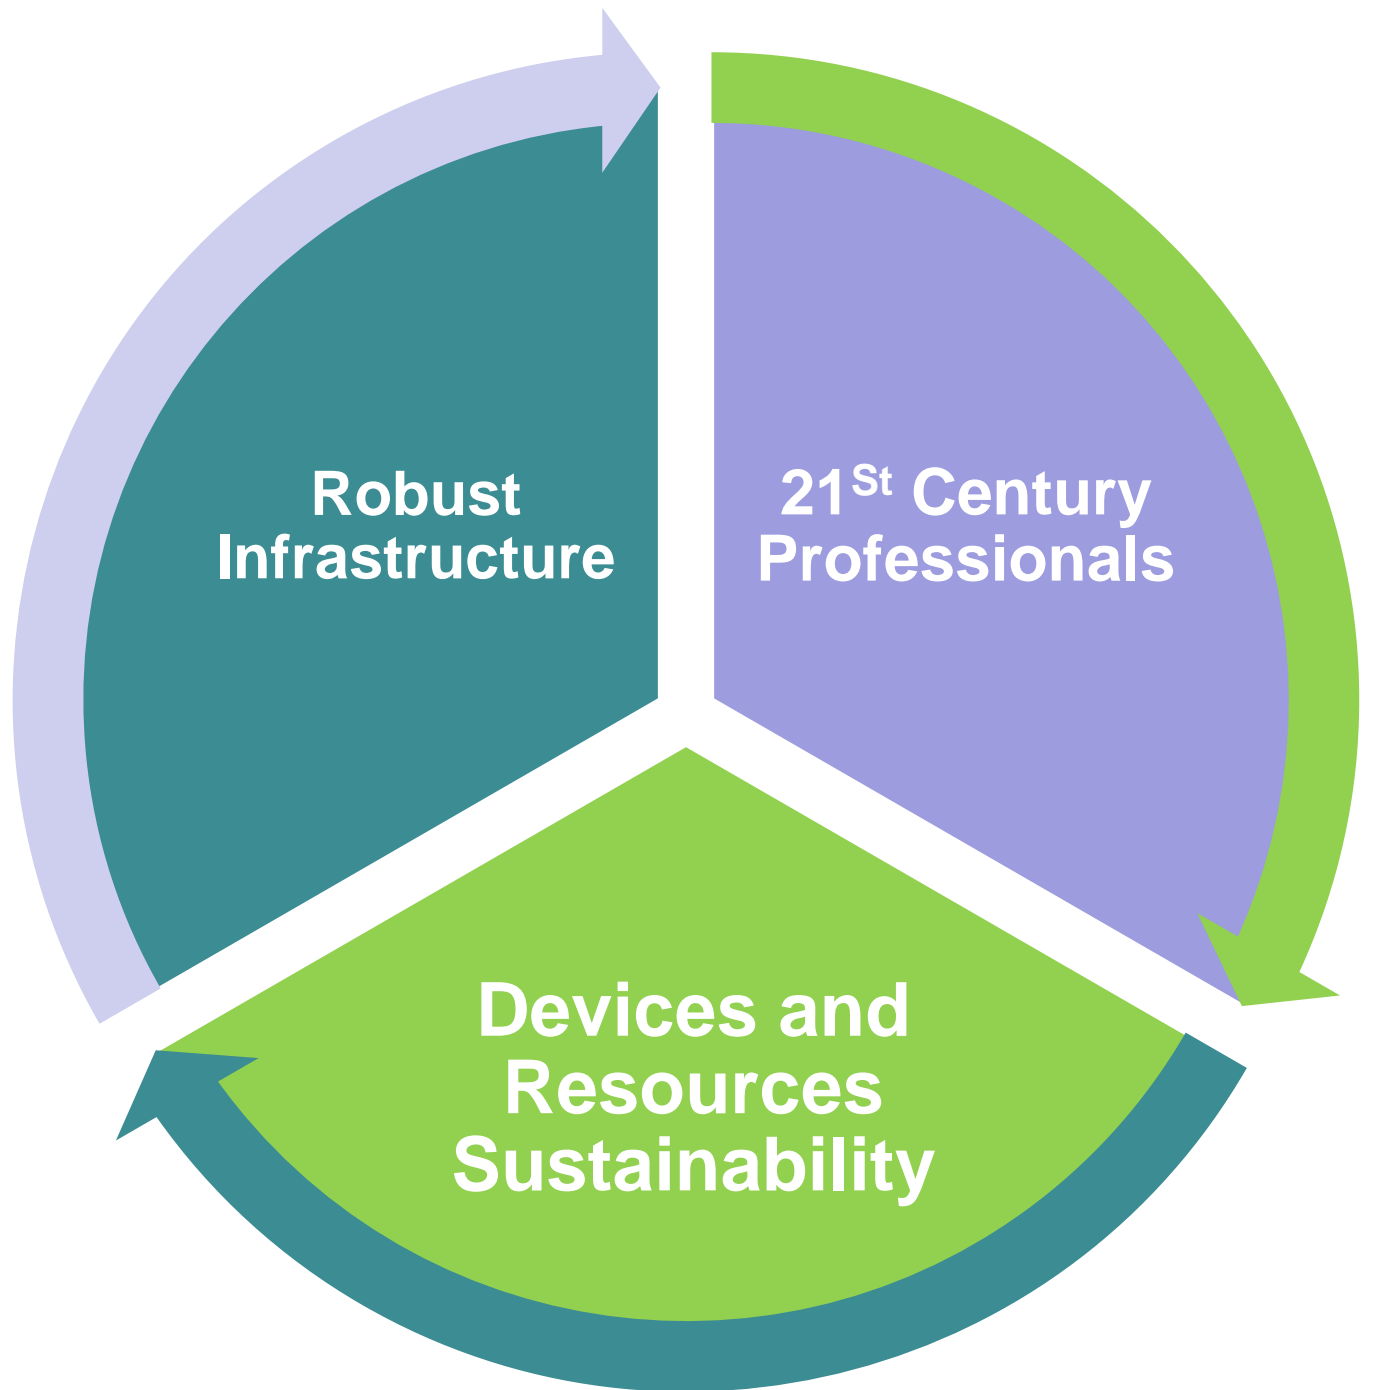 Robust
Infrastructure
21St Century
Professionals
Devices and
Resources
Sustainability